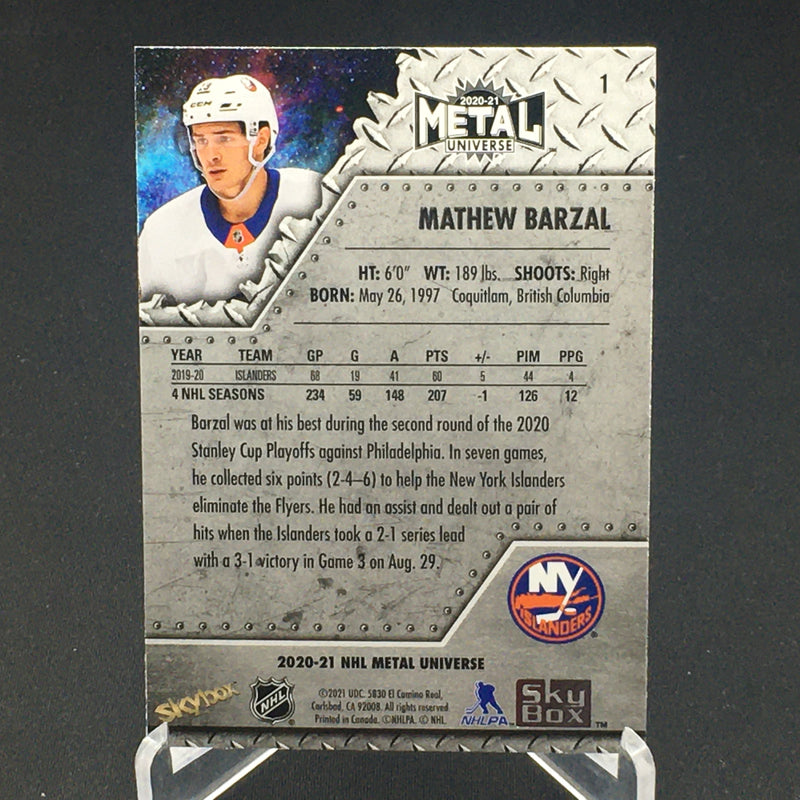 1
2020-21
METAL
UNIVERSE
CCM
MATHEW BARZAL
HT: 6'0" WT: 189 lbs. SHOOTS: Right
BORN: May 26, 1997 Coquitlam, British Columbia
YEAR TEAM GP G A PTS +/- PIM PPG
2019-20 ISLANDERS 68 19 41 60 5 44 4
4 NHL SEASONS 234 59 148 207 -1 126 12
Barzal was at his best during the second round of the 2020
Stanley Cup Playoffs against Philadelphia. In seven games,
he collected six points (2-4–6) to help the New York Islanders
eliminate the Flyers. He had an assist and dealt out a pair of
hits when the Islanders took a 2-1 series lead
with a 3-1 victory in Game 3 on Aug. 29.
NY
ISLANDERS
®
2020-21 NHL METAL UNIVERSE
skybox
NHL
®
©2021 UDC. 5830 El Camino Real,
Carlsbad, CA 92008. All rights reserved
Printed in Canada. ©NHLPA. © NHL.
NHLPA™
Sky
Box
™